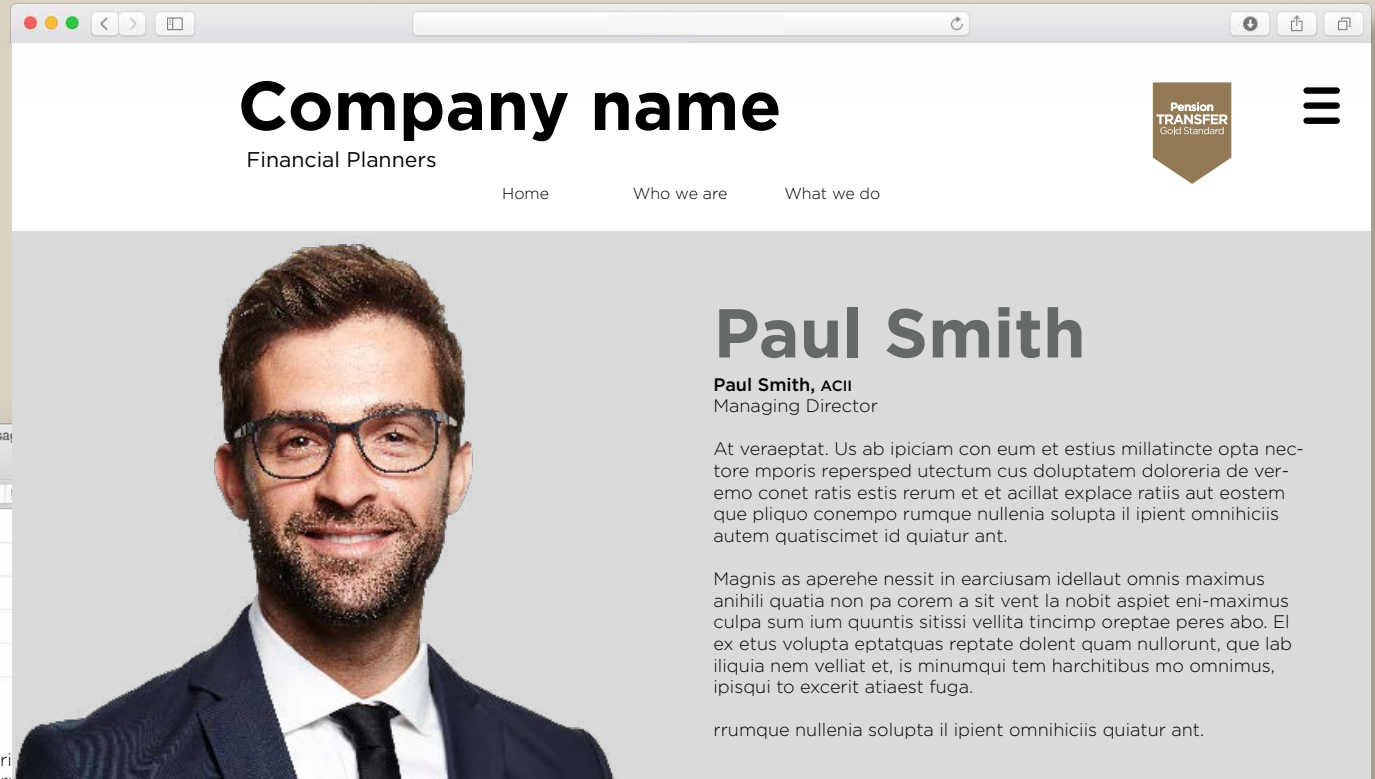 Company name
Financial Planners
Pension
TRANSFER
Gold Standard
Home
Who we are
What we do
Paul Smith
Paul Smith, ACII
Managing Director
At veraeptat. Us ab ipiciam con eum et estius millatincte opta nec-
tore mporis repersped utectum cus doluptatem doloreria de ver-
emo conet ratis estis rerum et et acillat explace ratiis aut eostem
que pliquo conempo rumque nullenia solupta il ipient omnihiciis
autem quatiscimet id quiatur ant.
Magnis as aperehe nessit in earciusam idellaut omnis maximus
anihili quatia non pa corem a sit vent la nobit aspiet eni-maximus
culpa sum ium quuntis sitissi vellita tincimp oreptae peres abo. El
ex etus volupta eptatquas reptate dolent quam nullorunt, que lab
iliquia nem velliat et, is minumqui tem harchitibus mo omnimus,
ipisqui to excerit atiaest fuga.
rrumque nullenia solupta il ipient omnihiciis quiatur ant.